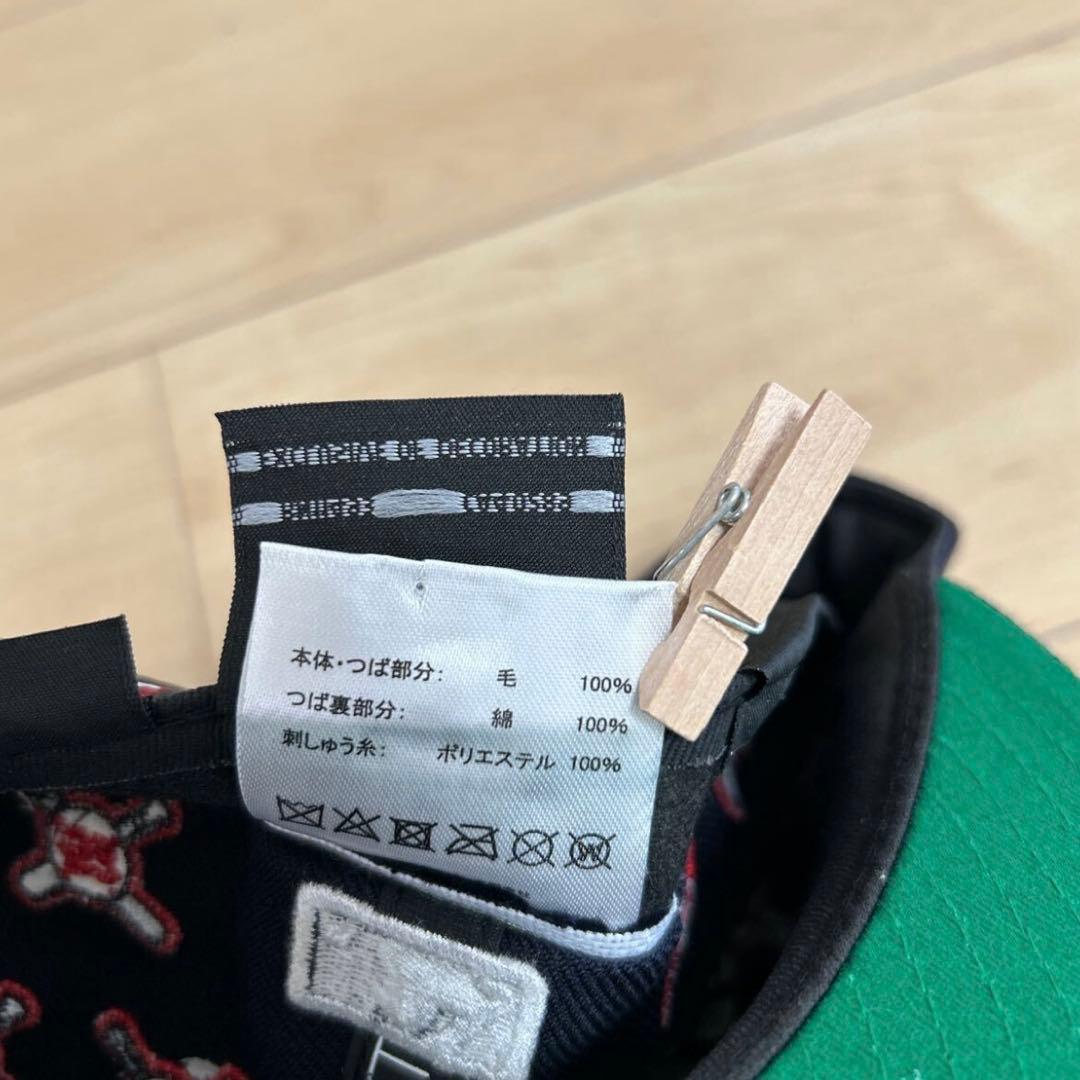 本体・つば部分: 毛 100%
つば裏部分: 綿 100%
刺しゅう糸: ポリエステル 100%